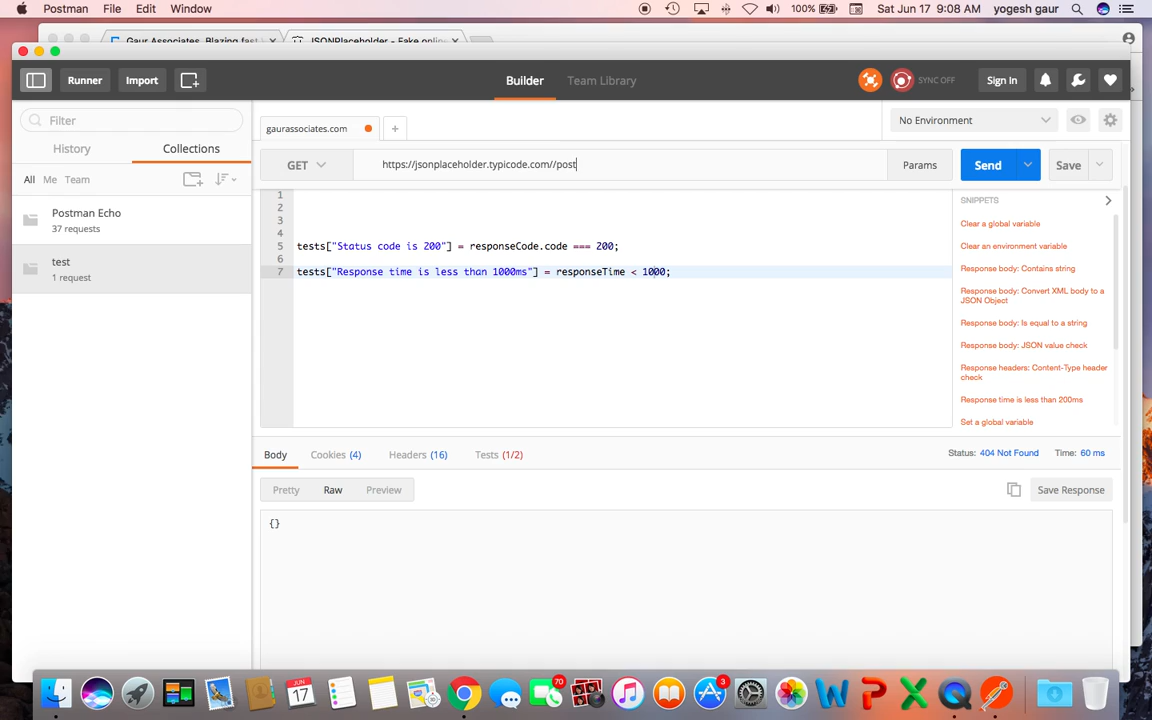 Postman File Edit Window 100% Sat Jun 17 9:08 AM yogesh gaur
Gaur Associates, Blazing fast JSONPlaceholder - Fake online
Runner Import Builder Team Library SYNC OFF Sign In
Filter
History Collections
All Me Team
Postman Echo
37 requests
test
1 request
gaurassociates.com +
No Environment
GET https://jsonplaceholder.typicode.com//post Params Send Save
1
2
3
4
5 tests["Status code is 200"] = responseCode.code === 200;
6
7 tests["Response time is less than 1000ms"] = responseTime < 1000;
SNIPPETS
Clear a global variable
Clear an environment variable
Response body: Contains string
Response body: Convert XML body to a
JSON Object
Response body: Is equal to a string
Response body: JSON value check
Response headers: Content-Type header
check
Response time is less than 200ms
Set a global variable
Body Cookies (4) Headers (16) Tests (1/2) Status: 404 Not Found Time: 60 ms
Pretty Raw Preview Save Response
{}
JUN
17
70
3